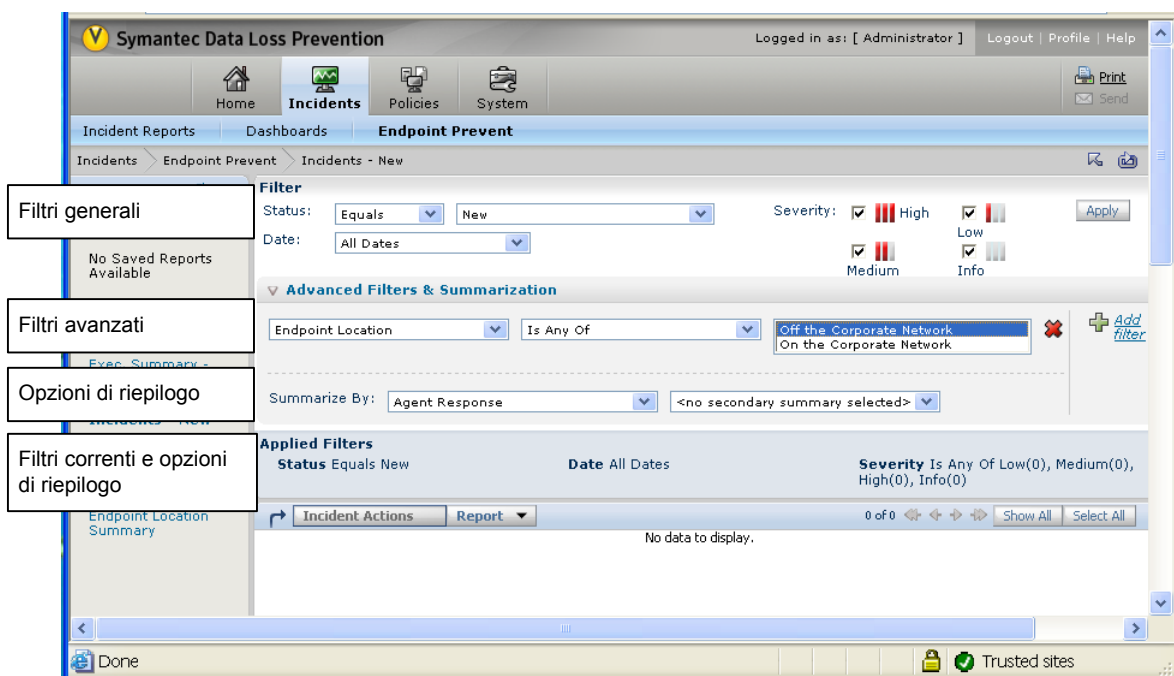 Symantec Data Loss Prevention
Logged in as: [ Administrator ]
Logout | Profile | Help
Home
Incidents
Policies
System
Print
Send
Incident Reports
Dashboards
Endpoint Prevent
Incidents
Endpoint Prevent
Incidents - New
Filtri generali
No Saved Reports
Available
Filtri avanzati
Exec. Summary -
Opzioni di riepilogo
Incidents - New
Filtri correnti e opzioni
di riepilogo
Endpoint Location
Summary
Filter
Status:
Equals
New
Severity:
High
Low
Apply
Date:
All Dates
Medium
Info
Advanced Filters & Summarization
Endpoint Location
Is Any Of
Off the Corporate Network
On the Corporate Network
Add
filter
Summarize By:
Agent Response
<no secondary summary selected>
Applied Filters
Status Equals New
Date All Dates
Severity Is Any Of Low(0), Medium(0),
High(0), Info(0)
Incident Actions
Report
0 of 0
Show All
Select All
No data to display.
Done
Trusted sites